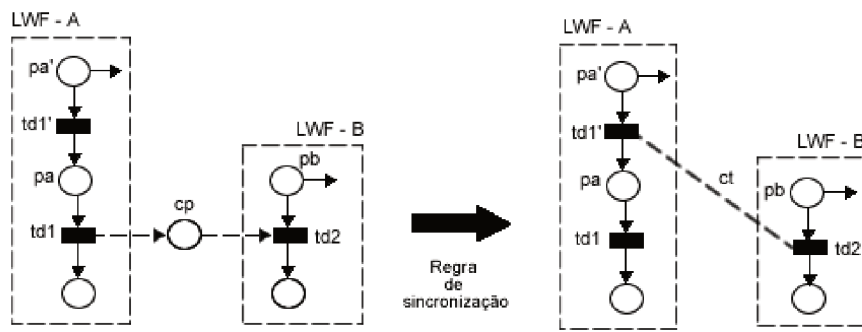 LWF - A
pa'
td1'
LWF - B
pb
pa
cp
td1
td2
Regra
de
sincronização
LWF - A
pa'
td1'
LWF - B
pa
ct
pb
td1
td2